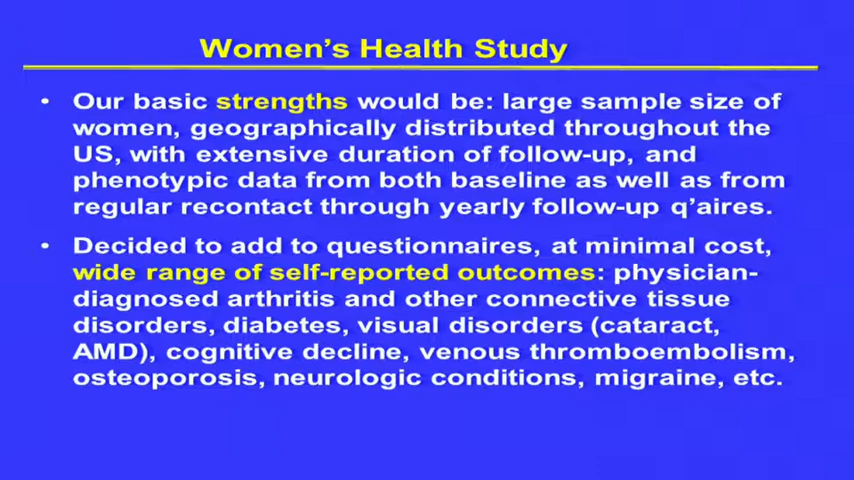 Women's Health Study
• Our basic strengths would be: large sample size of
women, geographically distributed throughout the
US, with extensive duration of follow-up, and
phenotypic data from both baseline as well as from
regular recontact through yearly follow-up q'aires.
• Decided to add to questionnaires, at minimal cost,
wide range of self-reported outcomes: physician-
diagnosed arthritis and other connective tissue
disorders, diabetes, visual disorders (cataract,
AMD), cognitive decline, venous thromboembolism,
osteoporosis, neurologic conditions, migraine, etc.